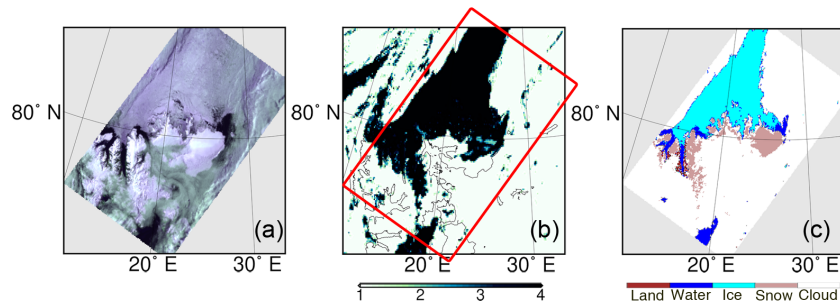 80° N
(a)
20° E
30° E
80° N
(b)
20° E
30° E
1
2
3
4
80° N
(c)
20° E
30° E
Land
Water
Ice
Snow
Cloud